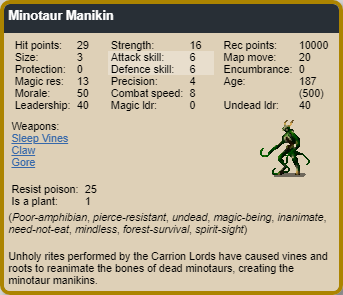 Minotaur Manikin
Hit points: 29 Strength: 16 Rec points: 10000
Size: 3 Attack skill: 6 Map move: 20
Protection: 0 Defence skill: 6 Encumbrance: 0
Magic res: 13 Precision: 4 Age: 187
Morale: 50 Combat speed: 8 (500)
Leadership: 40 Magic ldr: 0 Undead ldr: 40
Weapons:
Sleep Vines
Claw
Gore
Resist poison: 25
Is a plant: 1
(Poor-amphibian, pierce-resistant, undead, magic-being, inanimate,
need-not-eat, mindless, forest-survival, spirit-sight)
Unholy rites performed by the Carrion Lords have caused vines and
roots to reanimate the bones of dead minotaurs, creating the
minotaur manikins.